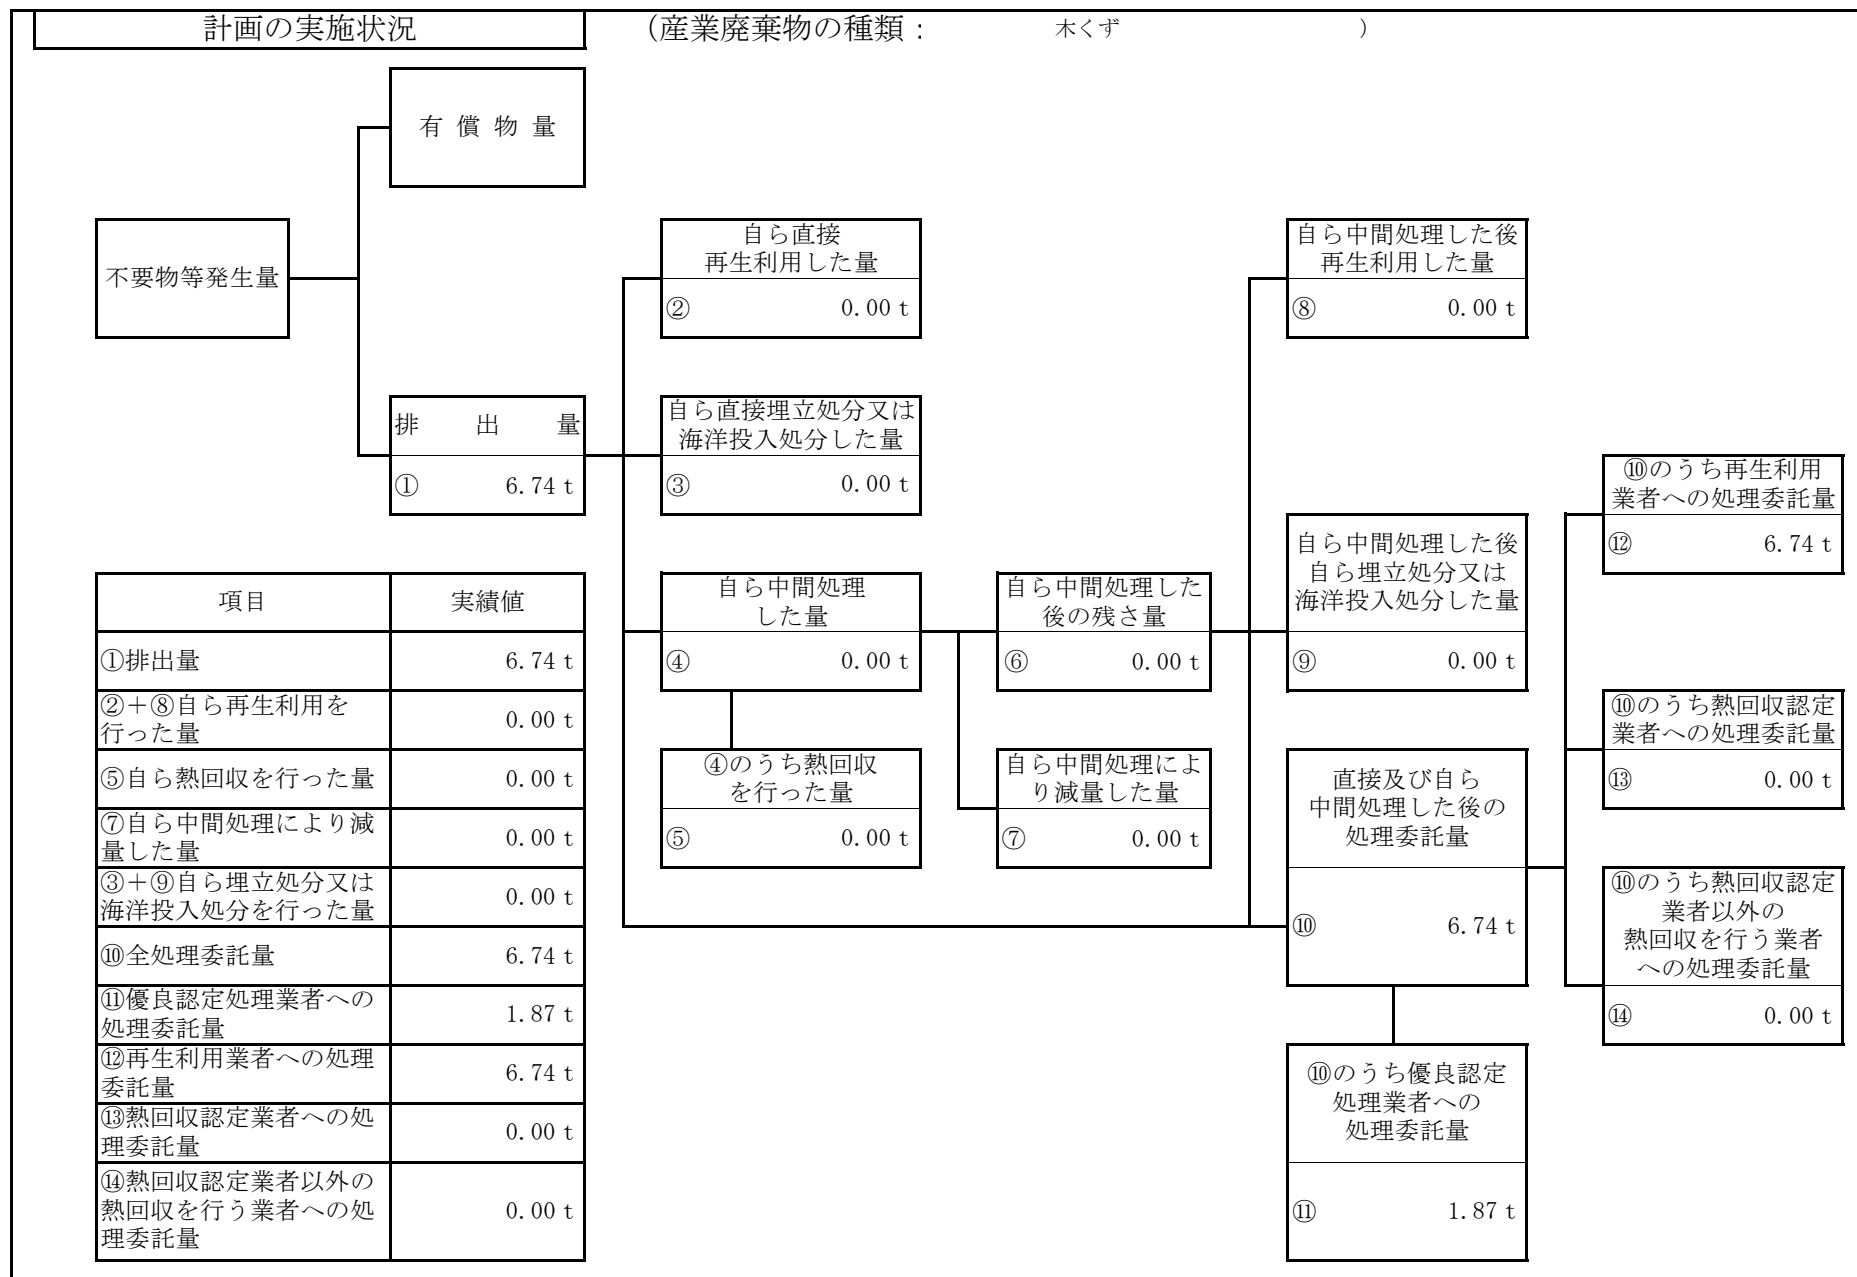 計画の実施状況
(産業廃棄物の種類： 木くず ）
有 償 物 量
不要物等発生量
自ら直接
再生利用した量
② 0.00 t
自ら中間処理した後
再生利用した量
⑧ 0.00 t
排 出 量
① 6.74 t
自ら直接埋立処分又は
海洋投入処分した量
③ 0.00 t
⑩のうち再生利用
業者への処理委託量
⑫ 6.74 t
自ら中間処理した後
自ら埋立処分又は
海洋投入処分した量
⑨ 0.00 t
自ら中間処理
した量
④ 0.00 t
自ら中間処理した
後の残さ量
⑥ 0.00 t
⑩のうち熱回収認定
業者への処理委託量
⑬ 0.00 t
④のうち熱回収
を行った量
⑤ 0.00 t
自ら中間処理によ
り減量した量
⑦ 0.00 t
直接及び自ら
中間処理した後の
処理委託量
⑩ 6.74 t
⑩のうち熱回収認定
業者以外の
熱回収を行う業者
への処理委託量
⑭ 0.00 t
⑩のうち優良認定
処理業者への
処理委託量
⑪ 1.87 t
項目 実績値
①排出量 6.74 t
②＋⑧自ら再生利用を
行った量 0.00 t
⑤自ら熱回収を行った量 0.00 t
⑦自ら中間処理により減
量した量 0.00 t
③＋⑨自ら埋立処分又は
海洋投入処分を行った量 0.00 t
⑩全処理委託量 6.74 t
⑪優良認定処理業者への
処理委託量 1.87 t
⑫再生利用業者への処理
委託量 6.74 t
⑬熱回収認定業者への処
理委託量 0.00 t
⑭熱回収認定業者以外の
熱回収を行う業者への処
理委託量 0.00 t